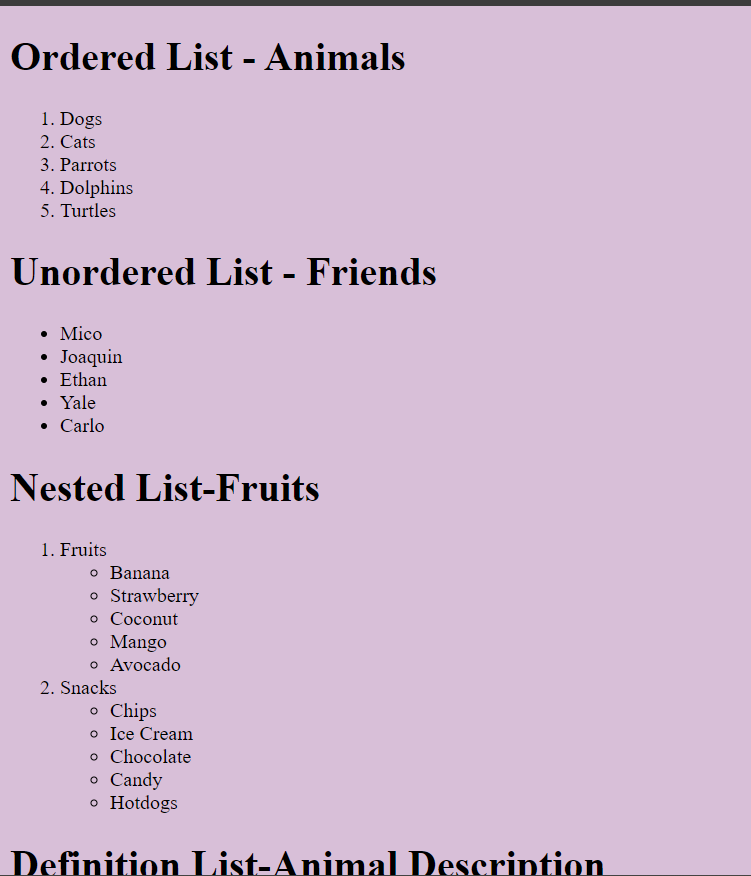 Ordered List - Animals
1. Dogs
2. Cats
3. Parrots
4. Dolphins
5. Turtles
Unordered List - Friends
• Mico
• Joaquin
• Ethan
• Yale
• Carlo
Nested List-Fruits
1. Fruits
○ Banana
○ Strawberry
○ Coconut
○ Mango
○ Avocado
2. Snacks
○ Chips
○ Ice Cream
○ Chocolate
○ Candy
○ Hotdogs
Definition List-Animal Description